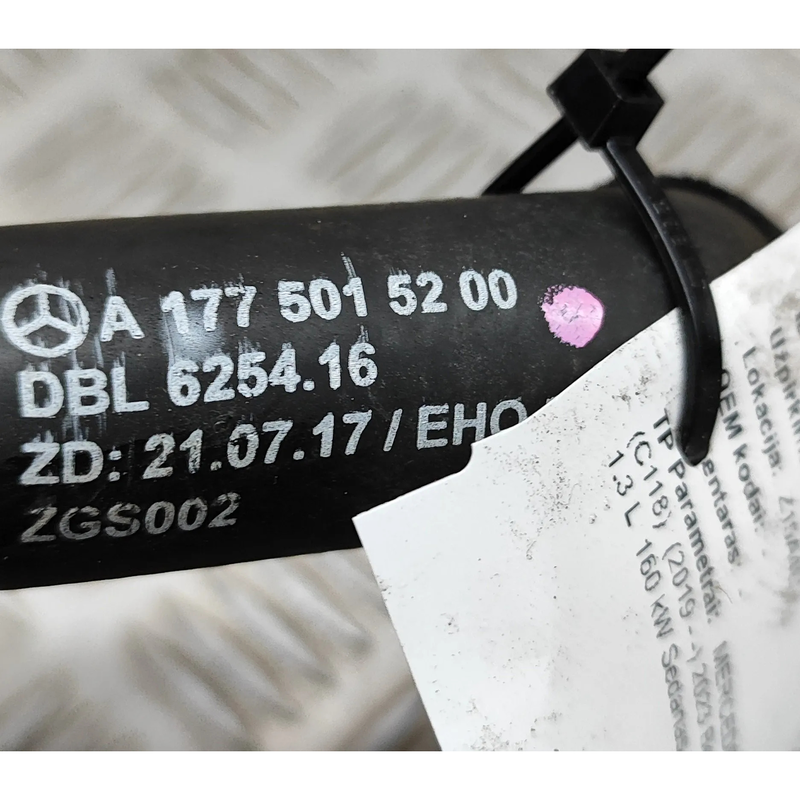 A 177 501 52 00
DBL 6254.16
ZD: 21.07.17 / EHO
ZGS002
Lokacija:
OEM kodai:
TP Parametrai: MERCE
(C118) (2019 - ) 2023
1,3 L 160 kW Sedanas